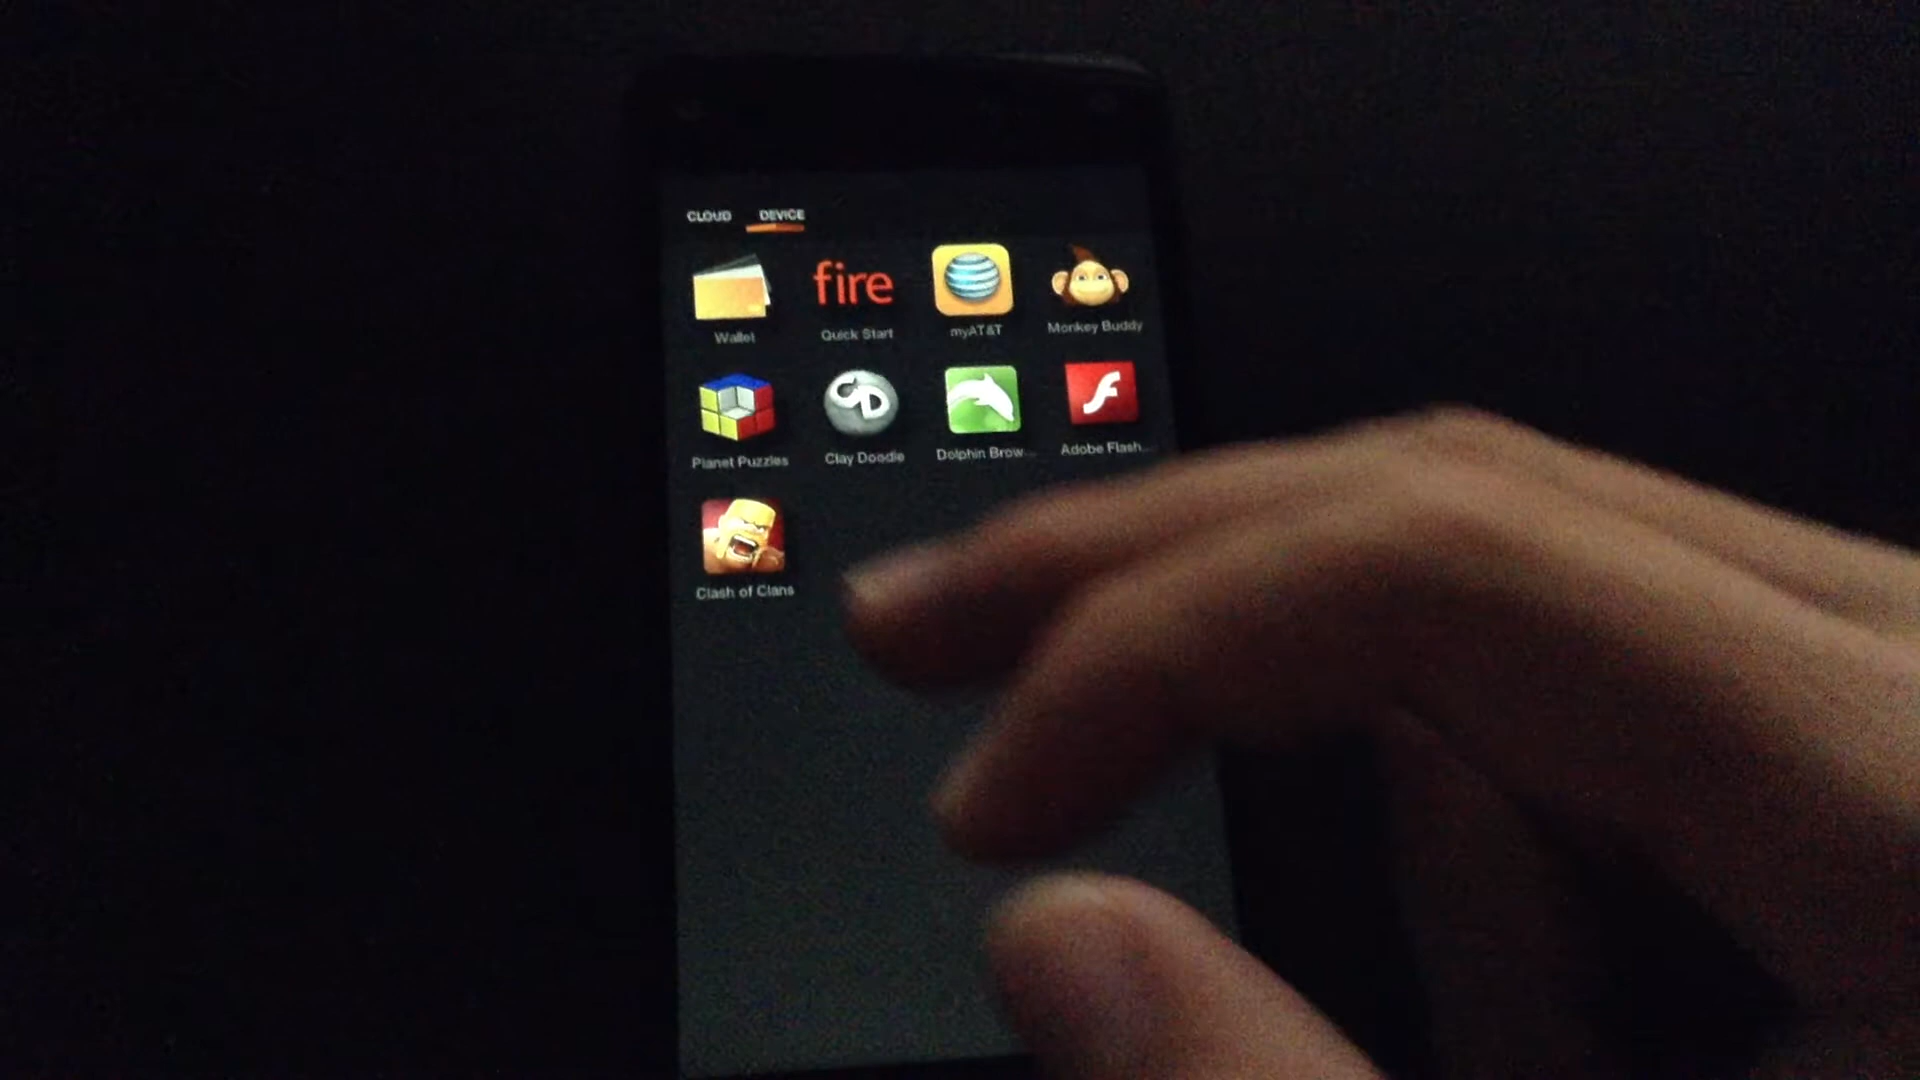 CLOUD DEVICE
fire
Wallet Quick Start myAT&T Monkey Buddy
Planet Puzzles Clay Doodle Dolphin Brow... Adobe Flash...
Clash of Clans